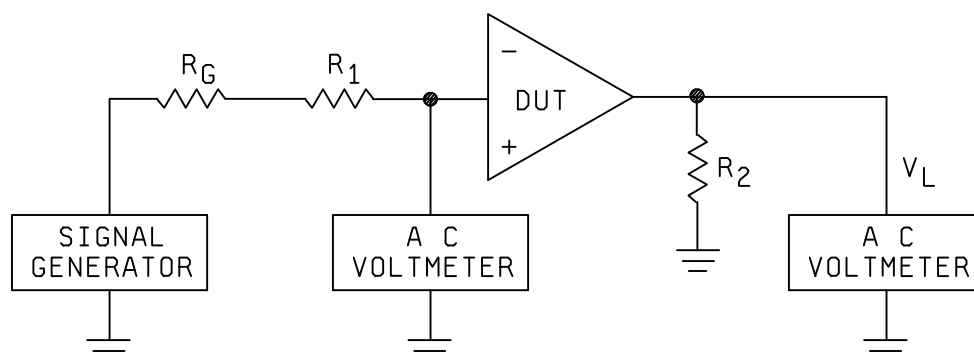 R_G
R_1
−
DUT
+
R_2
V_L
SIGNAL
GENERATOR
A C
VOLTMETER
A C
VOLTMETER